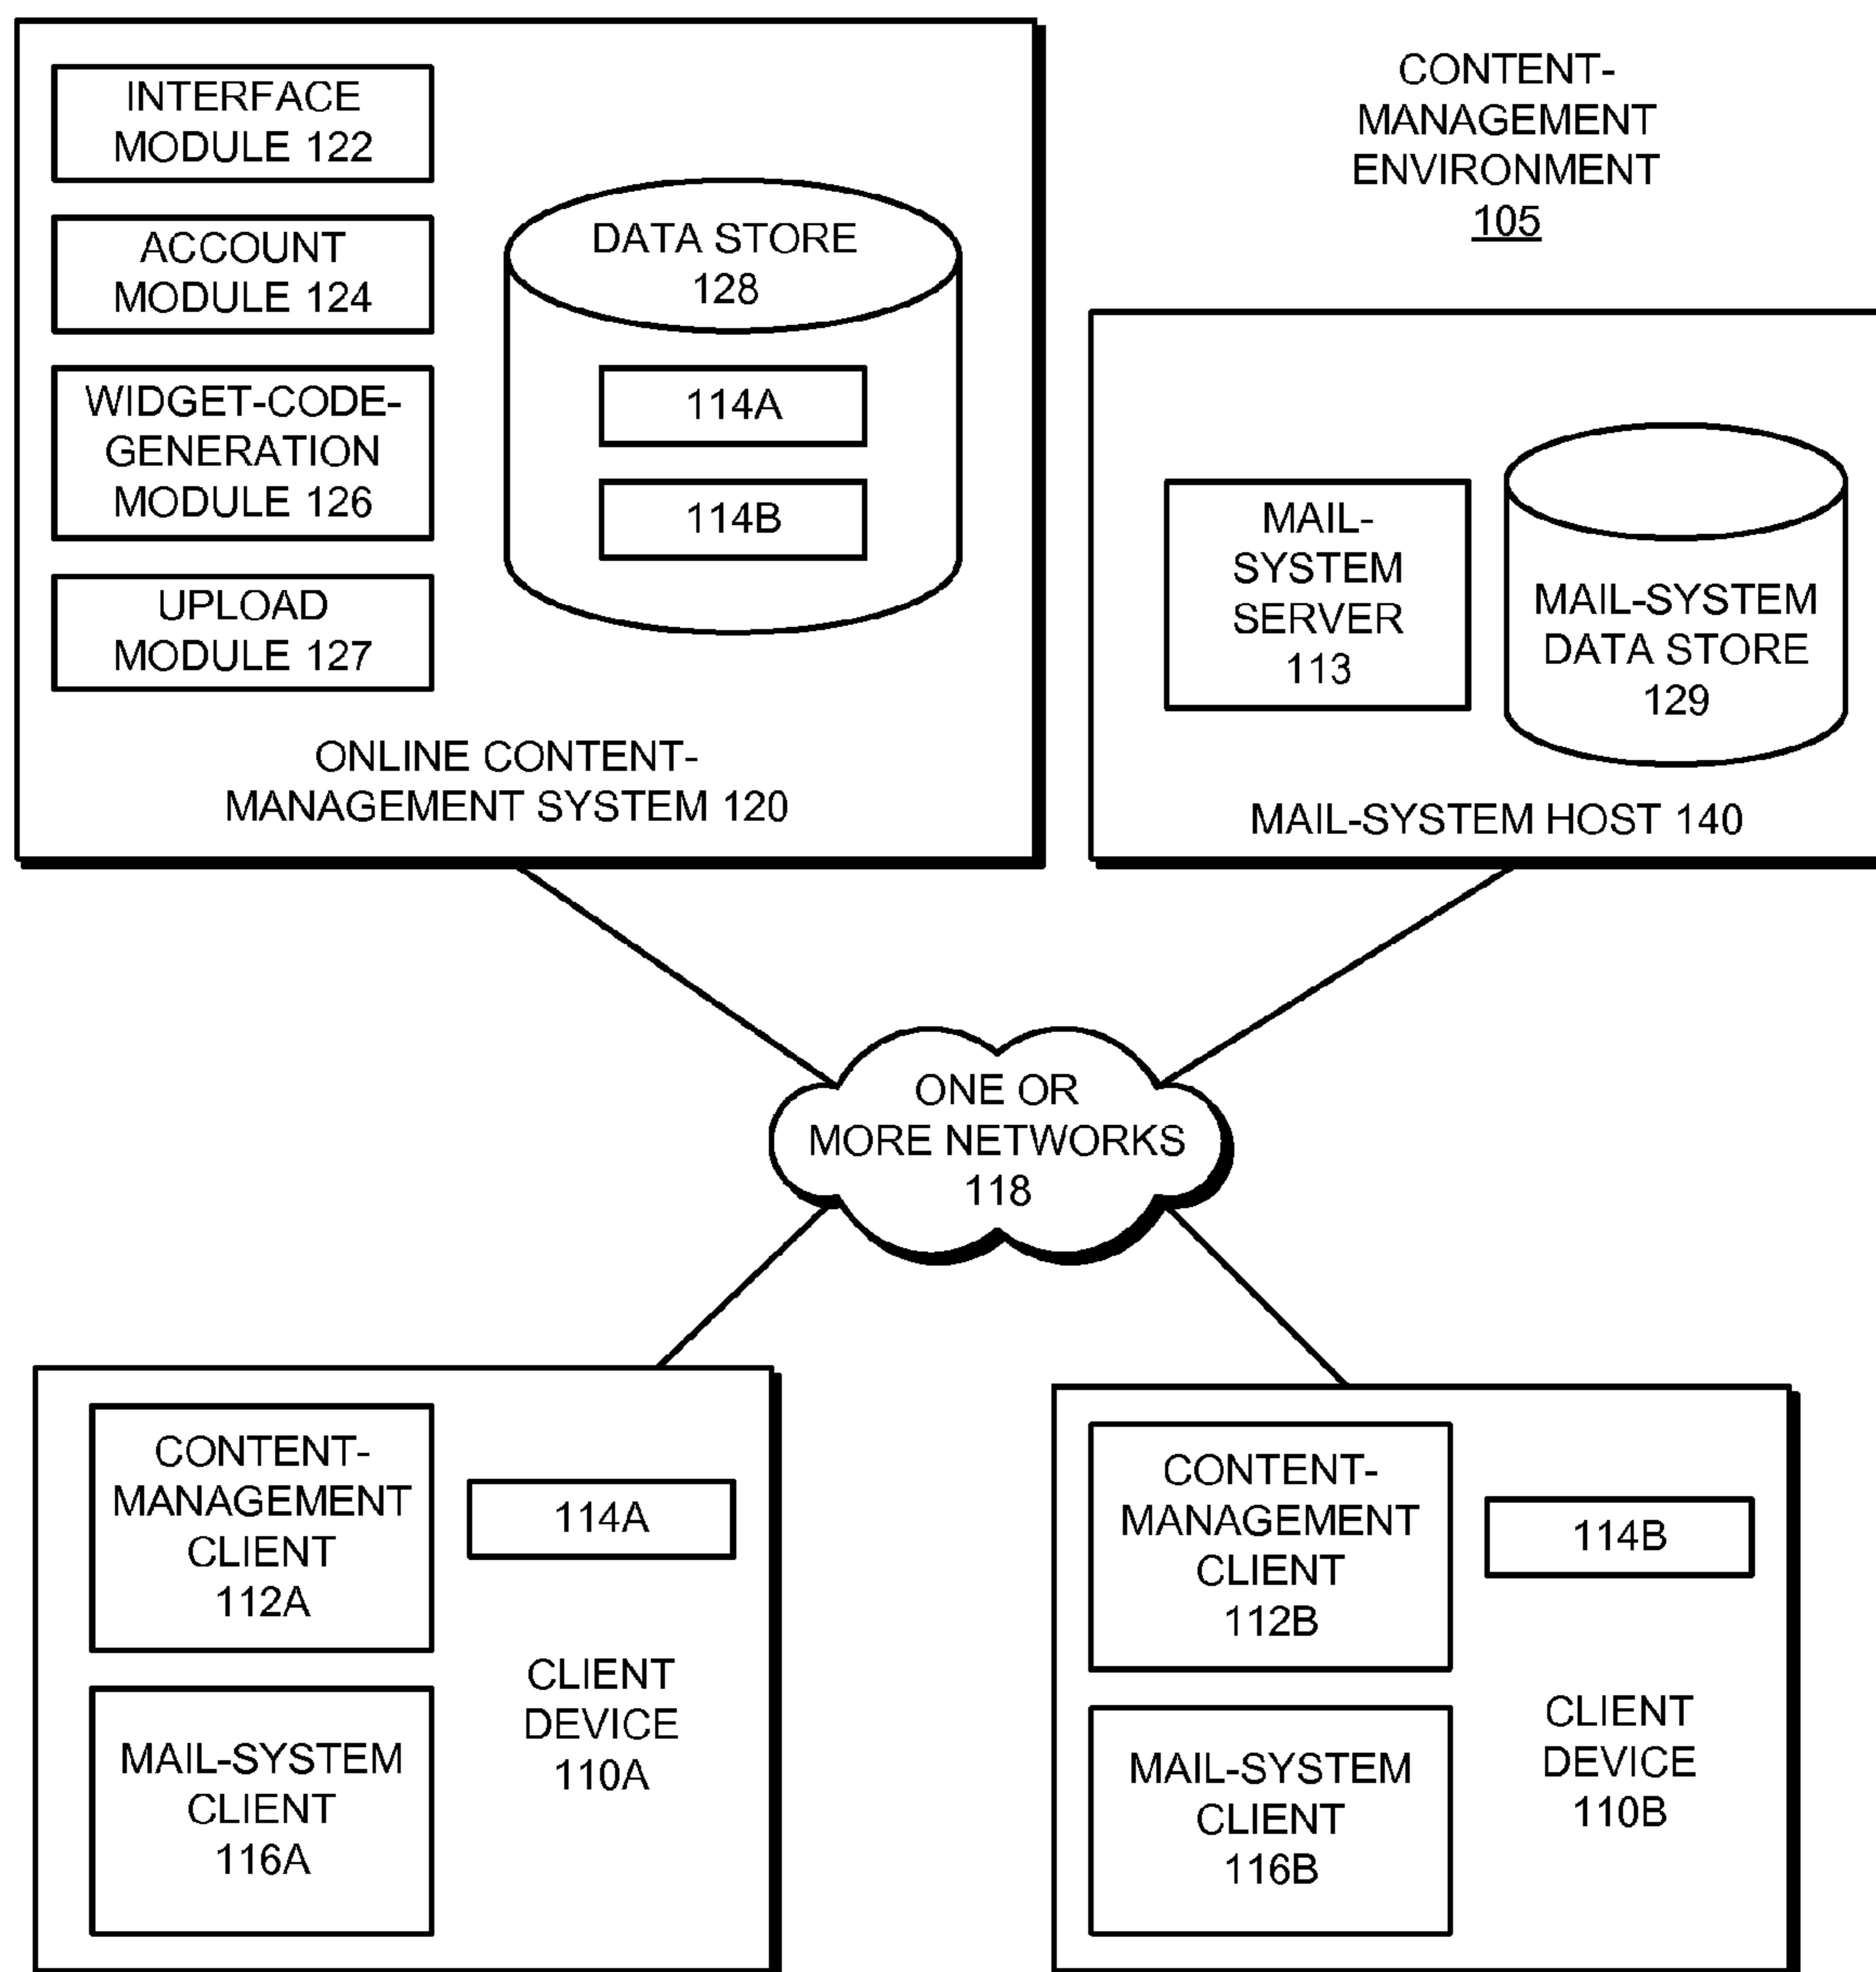 INTERFACE
MODULE 122
ACCOUNT
MODULE 124
WIDGET-CODE-
GENERATION
MODULE 126
UPLOAD
MODULE 127
DATA STORE
128
114A
114B
ONLINE CONTENT-
MANAGEMENT SYSTEM 120
CONTENT-
MANAGEMENT
ENVIRONMENT
105
MAIL-
SYSTEM
SERVER
113
MAIL-SYSTEM
DATA STORE
129
MAIL-SYSTEM HOST 140
ONE OR
MORE NETWORKS
118
CONTENT-
MANAGEMENT
CLIENT
112A
114A
MAIL-SYSTEM
CLIENT
116A
CLIENT
DEVICE
110A
CONTENT-
MANAGEMENT
CLIENT
112B
114B
MAIL-SYSTEM
CLIENT
116B
CLIENT
DEVICE
110B